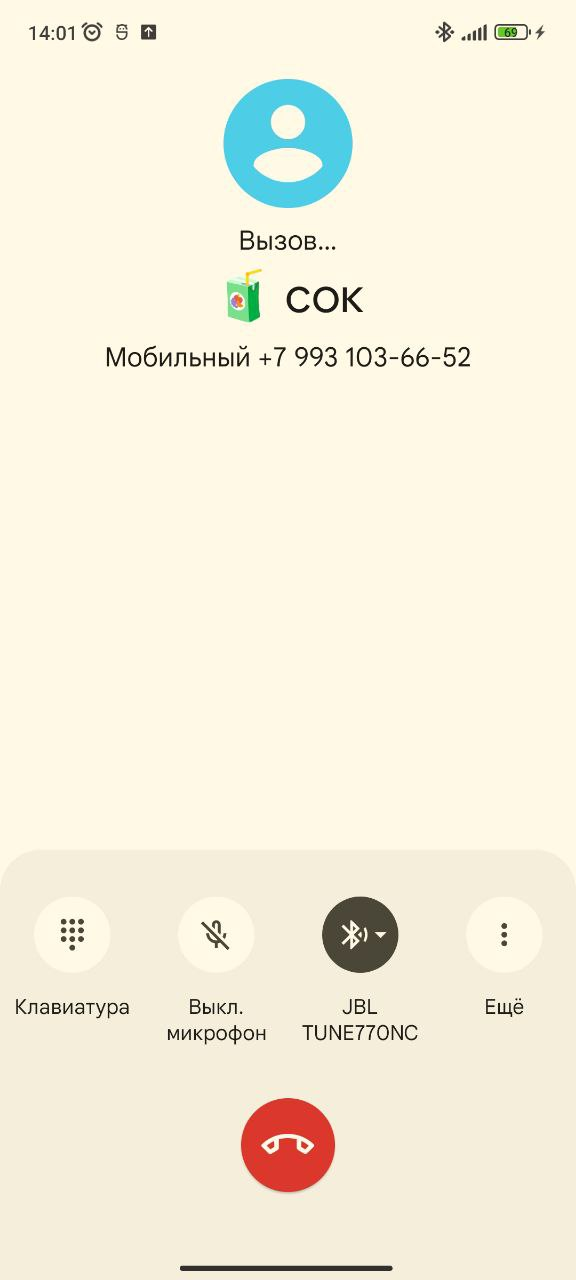 14:01
69
Вызов...
сок
Мобильный +7 993 103-66-52
Клавиатура
Выкл. микрофон
JBL TUNE770NC
Ещё